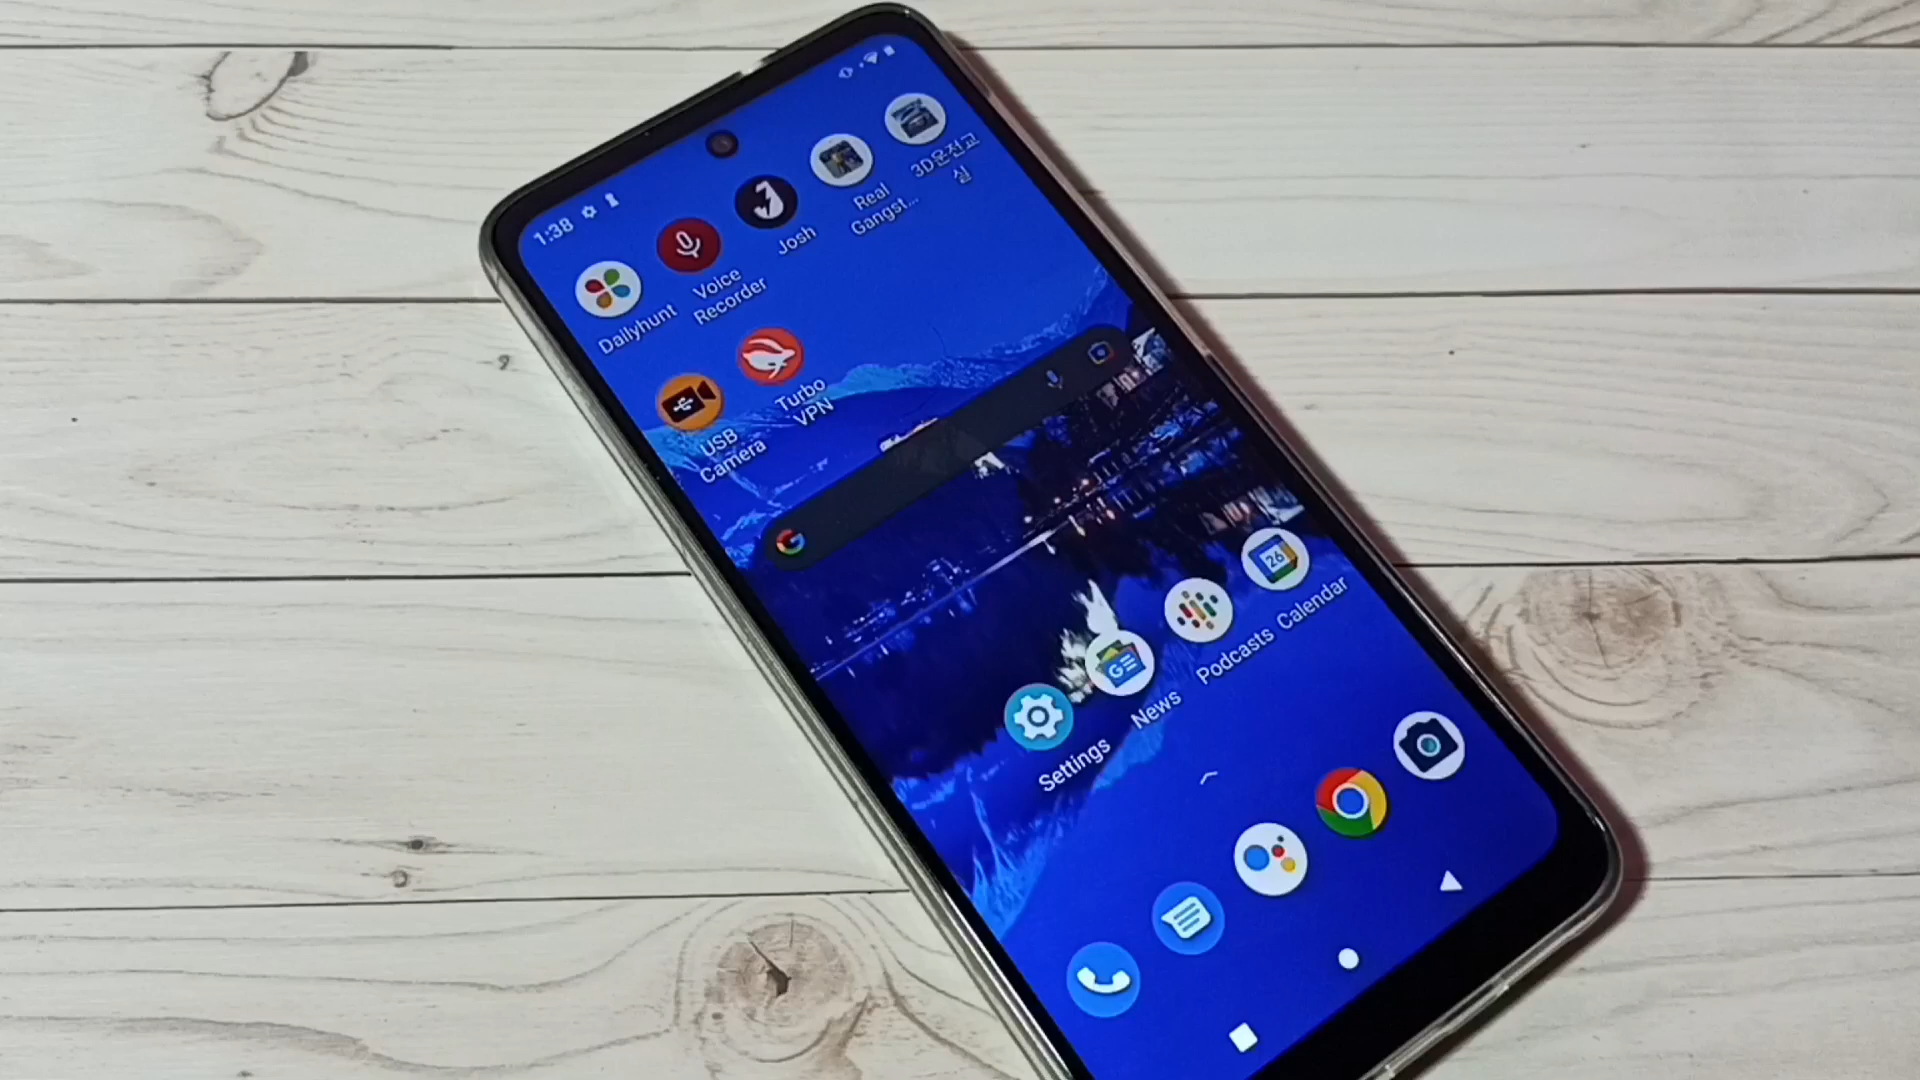 1:38
Dailyhunt
Voice
Recorder
Josh
Real
Gangst...
3D운전교
실
USB
Camera
Turbo
VPN
G
Settings
GE
News
Podcasts
26
Calendar